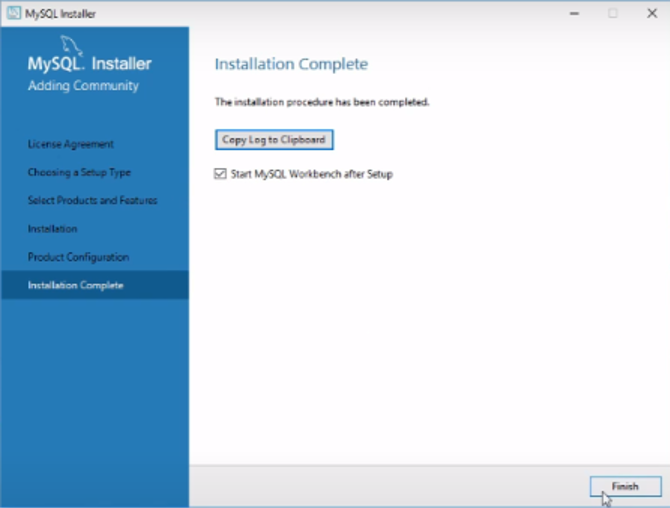 MySQL Installer
MySQL. Installer
Adding Community
License Agreement
Choosing a Setup Type
Select Products and Features
Installation
Product Configuration
Installation Complete
Installation Complete
The installation procedure has been completed.
Copy Log to Clipboard
Start MySQL Workbench after Setup
Finish